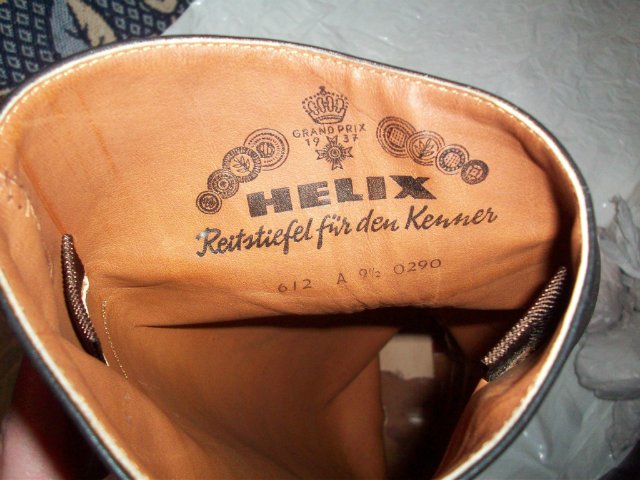 GRAND PRIX
19 37
HELIX
Reitstiefel für den Kenner
612 A 9½ 0290